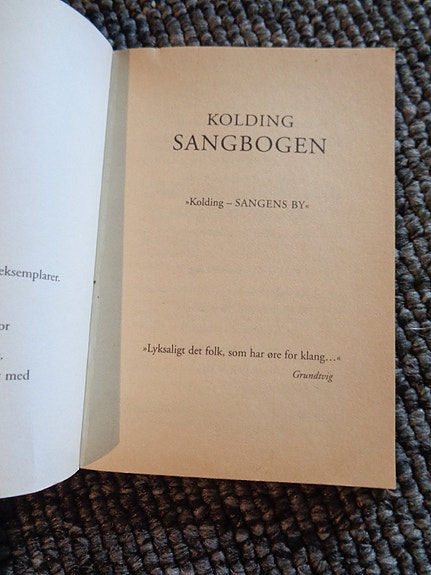 eksemplarer.
or
med
KOLDING
SANGBOGEN
»Kolding – SANGENS BY«
»Lyksaligt det folk, som har øre for klang...«
Grundtvig